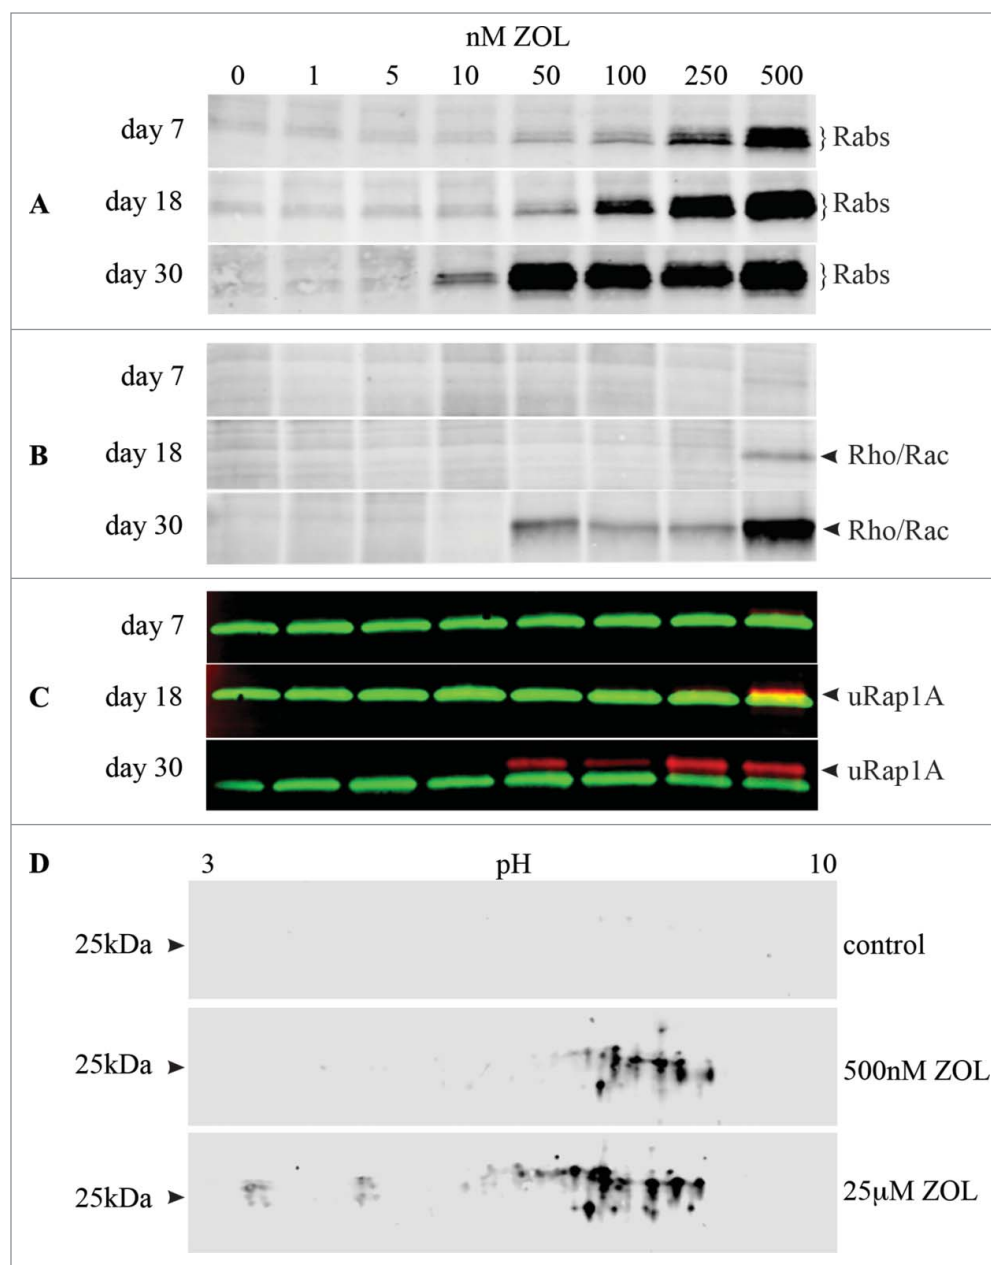 nM ZOL
0 1 5 10 50 100 250 500
day 7 } Rabs
A day 18 } Rabs
day 30 } Rabs
day 7
B day 18 Rho/Rac
day 30 Rho/Rac
day 7
C day 18 uRap1A
day 30 uRap1A
D 3 pH 10
25kDa control
25kDa 500nM ZOL
25μM ZOL 25kDa